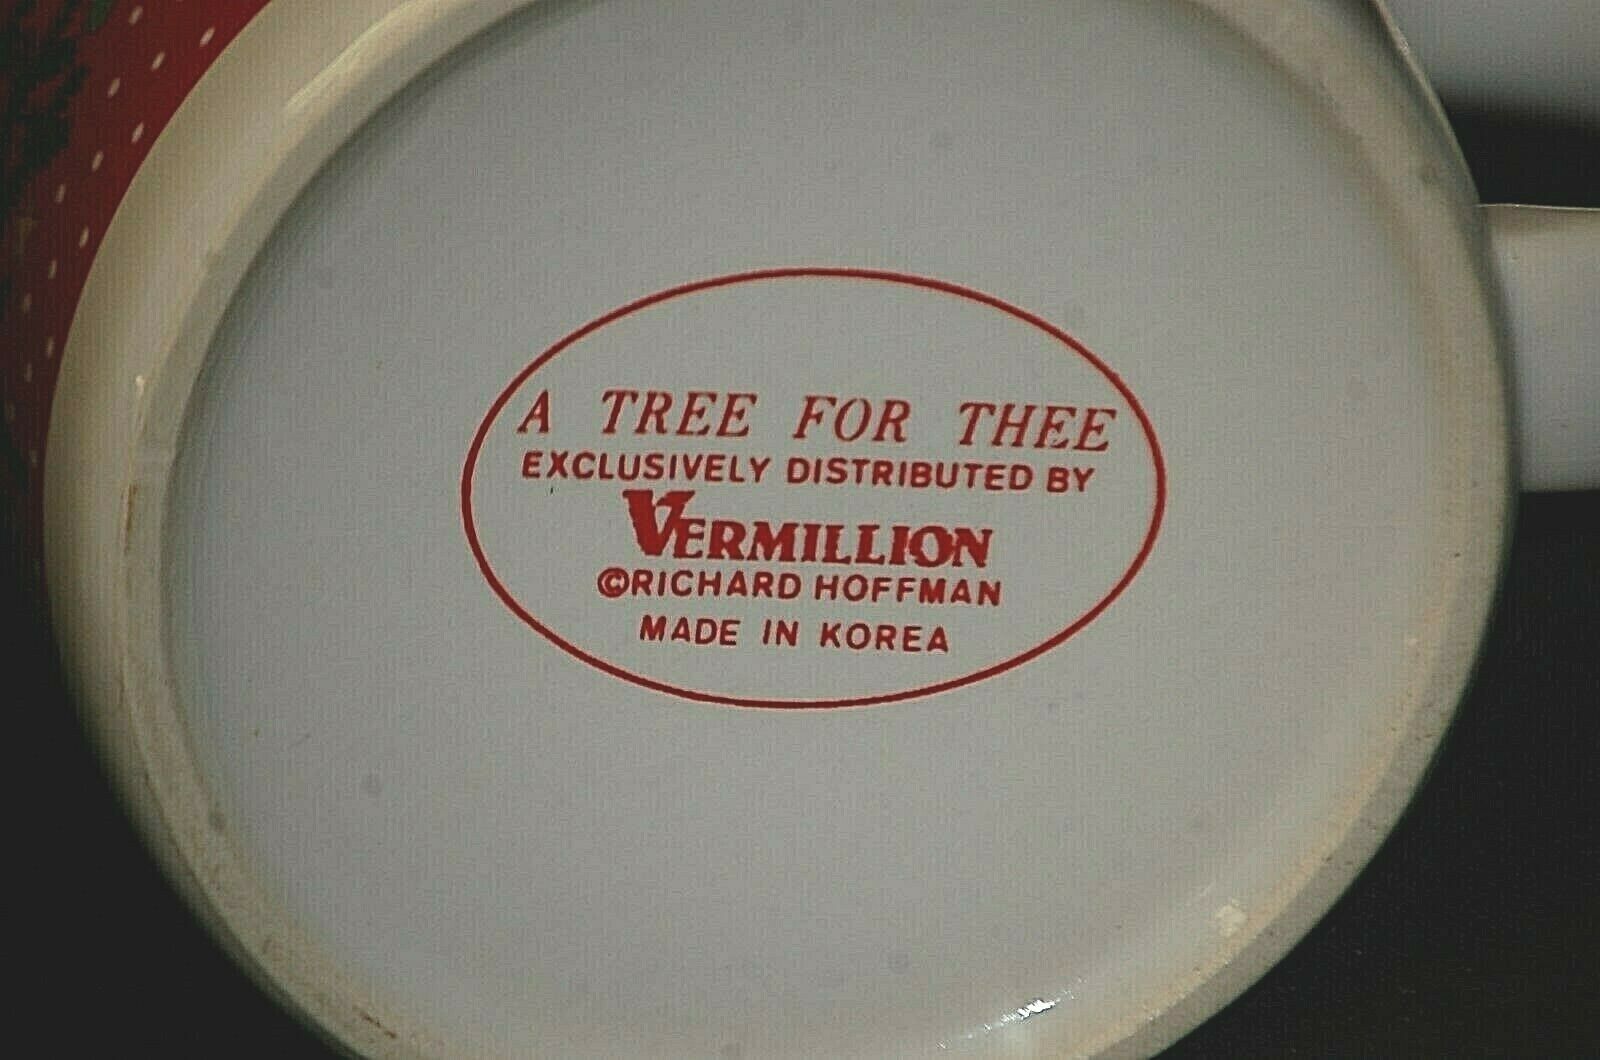 A TREE FOR THEE
EXCLUSIVELY DISTRIBUTED BY
VERMILLION
©RICHARD HOFFMAN
MADE IN KOREA